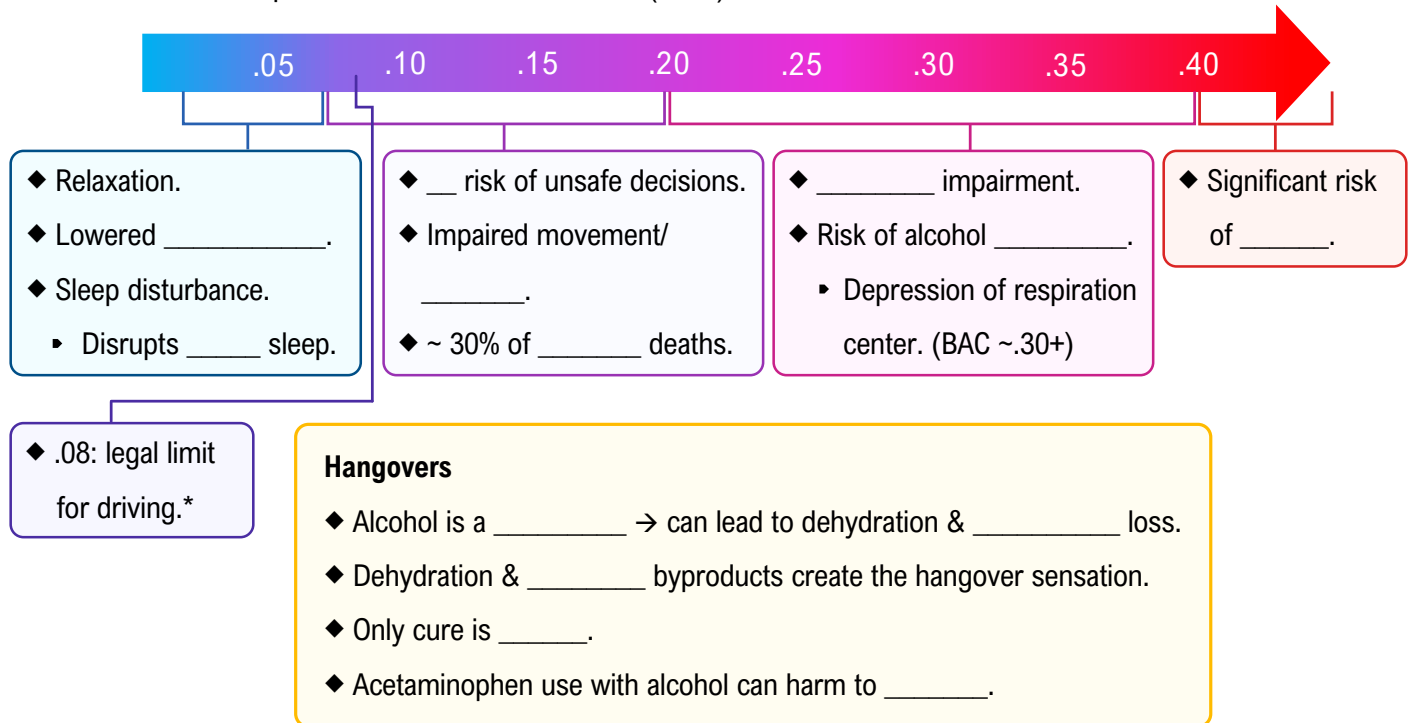 .05 .10 .15 .20 .25 .30 .35 .40
◆ Relaxation.
◆ Lowered ___________.
◆ Sleep disturbance.
▪ Disrupts _____ sleep.
◆ __ risk of unsafe decisions.
◆ Impaired movement/
_______.
◆ ~ 30% of _______ deaths.
◆ ________ impairment.
◆ Risk of alcohol _________.
▪ Depression of respiration
center. (BAC ~.30+)
◆ Significant risk
of ______.
◆ .08: legal limit
for driving.*
Hangovers
◆ Alcohol is a _________ → can lead to dehydration & __________ loss.
◆ Dehydration & ________ byproducts create the hangover sensation.
◆ Only cure is ______.
◆ Acetaminophen use with alcohol can harm to _______.